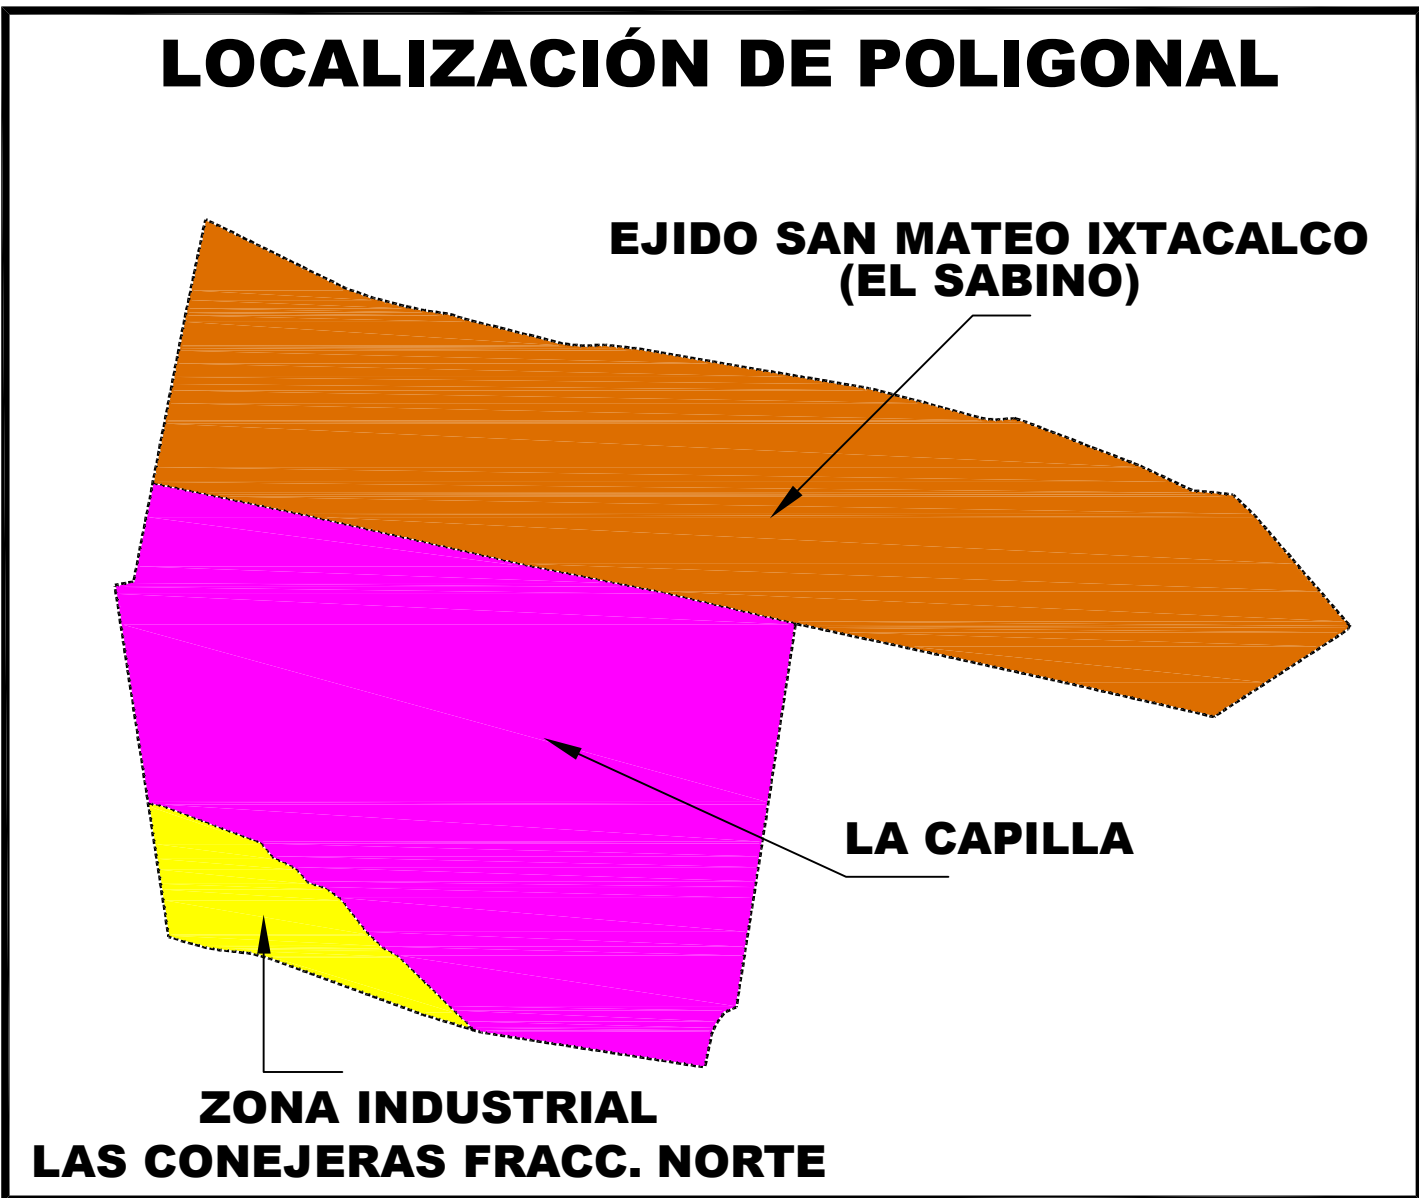 LOCALIZACIÓN DE POLIGONAL
EJIDO SAN MATEO IXTACALCO
(EL SABINO)
LA CAPILLA
ZONA INDUSTRIAL
LAS CONEJERAS FRACC. NORTE